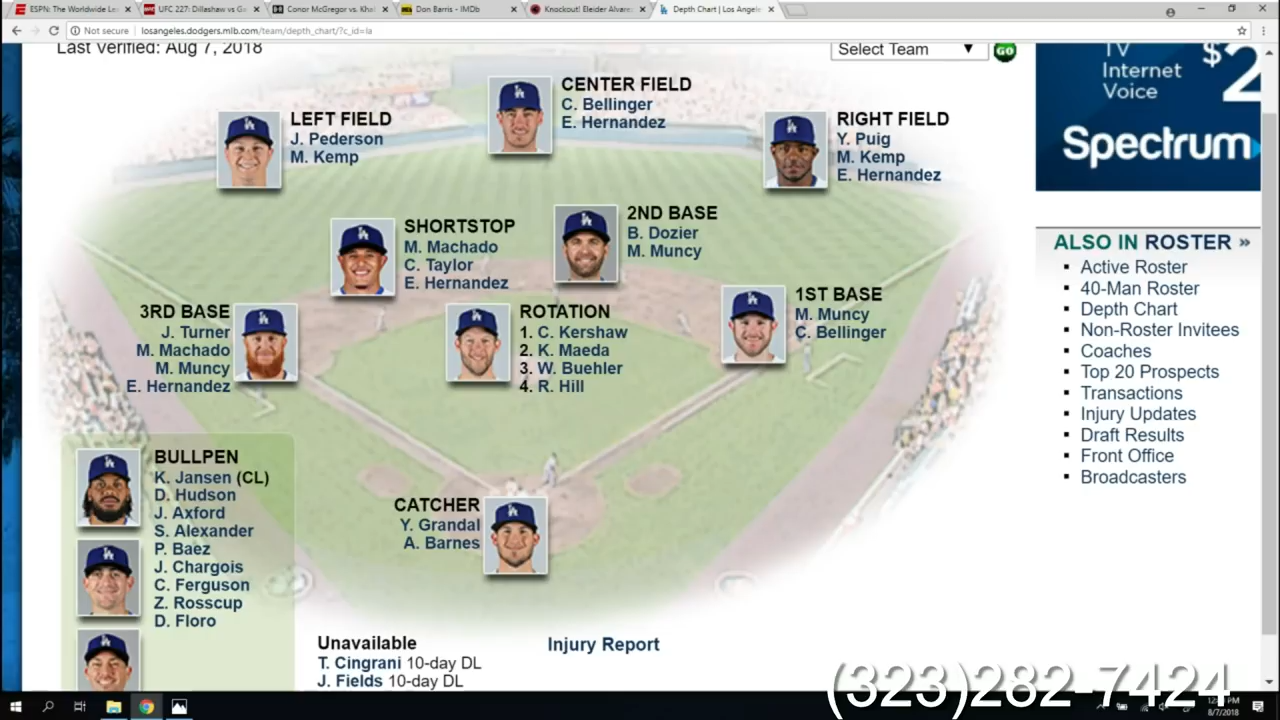 ESPN: The Worldwide Le
UFC 227: Dillashaw vs Ga
Conor McGregor vs. Kha
Don Barris - IMDb
Knockout! Eleider Alvare
Depth Chart | Los Angele
Not secure
losangeles.dodgers.mlb.com/team/depth_chart/?c_id=la
Last Verified: Aug 7, 2018
Select Team
GO
CENTER FIELD
C. Bellinger
E. Hernandez
LEFT FIELD
J. Pederson
M. Kemp
RIGHT FIELD
Y. Puig
M. Kemp
E. Hernandez
SHORTSTOP
M. Machado
C. Taylor
E. Hernandez
2ND BASE
B. Dozier
M. Muncy
3RD BASE
J. Turner
M. Machado
M. Muncy
E. Hernandez
ROTATION
1. C. Kershaw
2. K. Maeda
3. W. Buehler
4. R. Hill
1ST BASE
M. Muncy
C. Bellinger
BULLPEN
K. Jansen (CL)
D. Hudson
J. Axford
S. Alexander
P. Baez
J. Chargois
C. Ferguson
Z. Rosscup
D. Floro
CATCHER
Y. Grandal
A. Barnes
Unavailable
T. Cingrani 10-day DL
J. Fields 10-day DL
Injury Report
TV
Internet
Voice
$2
Spectrum
ALSO IN ROSTER »
Active Roster
40-Man Roster
Depth Chart
Non-Roster Invitees
Coaches
Top 20 Prospects
Transactions
Injury Updates
Draft Results
Front Office
Broadcasters
(323)282-7424
8/7/2018